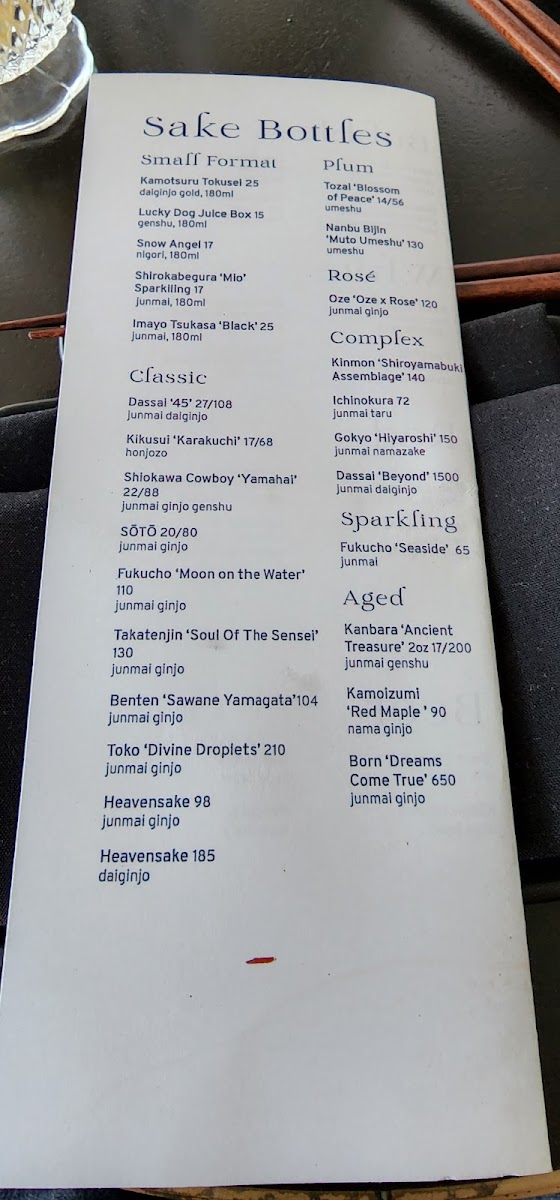 Sake Bottles
Small Format
Kamotsuru Tokusei 25
daiginjo gold, 180ml
Lucky Dog Juice Box 15
genshu, 180ml
Snow Angel 17
nigori, 180ml
Shirokabegura ‘Mio’
Sparkling 17
junmai, 180ml
Imayo Tsukasa ‘Black’ 25
junmai, 180ml
Classic
Dassai ‘45’ 27/108
junmai daiginjo
Kikusui ‘Karakuchi’ 17/68
honjozo
Shiokawa Cowboy ‘Yamahai’
22/88
junmai ginjo genshu
SŌTŌ 20/80
junmai ginjo
Fukucho ‘Moon on the Water’
110
junmai ginjo
Takatenjin ‘Soul Of The Sensei’
130
junmai ginjo
Benten ‘Sawane Yamagata’104
junmai ginjo
Toko ‘Divine Droplets’ 210
junmai ginjo
Heavensake 98
junmai ginjo
Heavensake 185
daiginjo
Plum
Tozai ‘Blossom
of Peace’ 14/56
umeshu
Nanbu Bijin
‘Muto Umeshu’ 130
umeshu
Rosé
Oze ‘Oze x Rose’ 120
junmai ginjo
Complex
Kinmon ‘Shiroyamabuki
Assemblage’ 140
Ichinokura 72
junmai taru
Gokyo ‘Hiyaroshi’ 150
junmai namazake
Dassai ‘Beyond’ 1500
junmai daiginjo
Sparkling
Fukucho ‘Seaside’ 65
junmai
Aged
Kanbara ‘Ancient
Treasure’ 2oz 17/200
junmai genshu
Kamoizumi
‘Red Maple ’ 90
nama ginjo
Born ‘Dreams
Come True’ 650
junmai ginjo